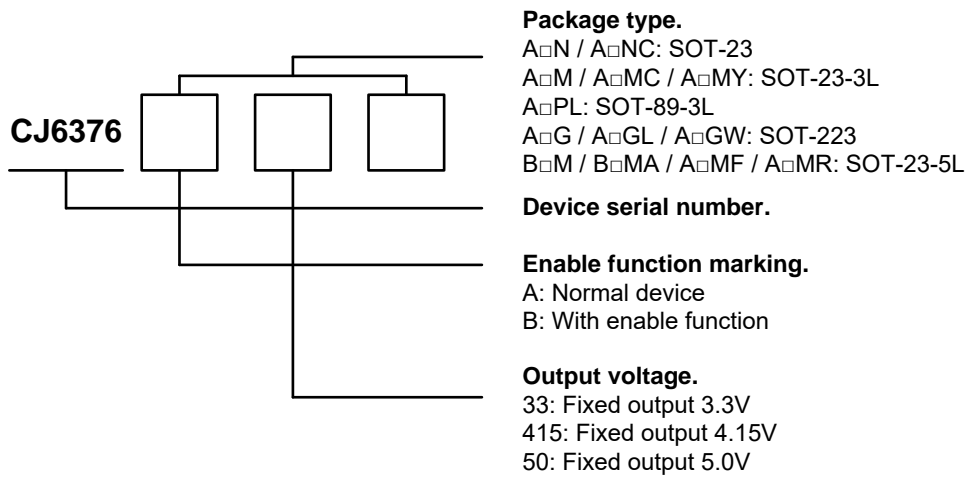 Package type.
A□N / A□NC: SOT-23
A□M / A□MC / A□MY: SOT-23-3L
A□PL: SOT-89-3L
A□G / A□GL / A□GW: SOT-223
B□M / B□MA / A□MF / A□MR: SOT-23-5L
CJ6376
Device serial number.
Enable function marking.
A: Normal device
B: With enable function
Output voltage.
33: Fixed output 3.3V
415: Fixed output 4.15V
50: Fixed output 5.0V